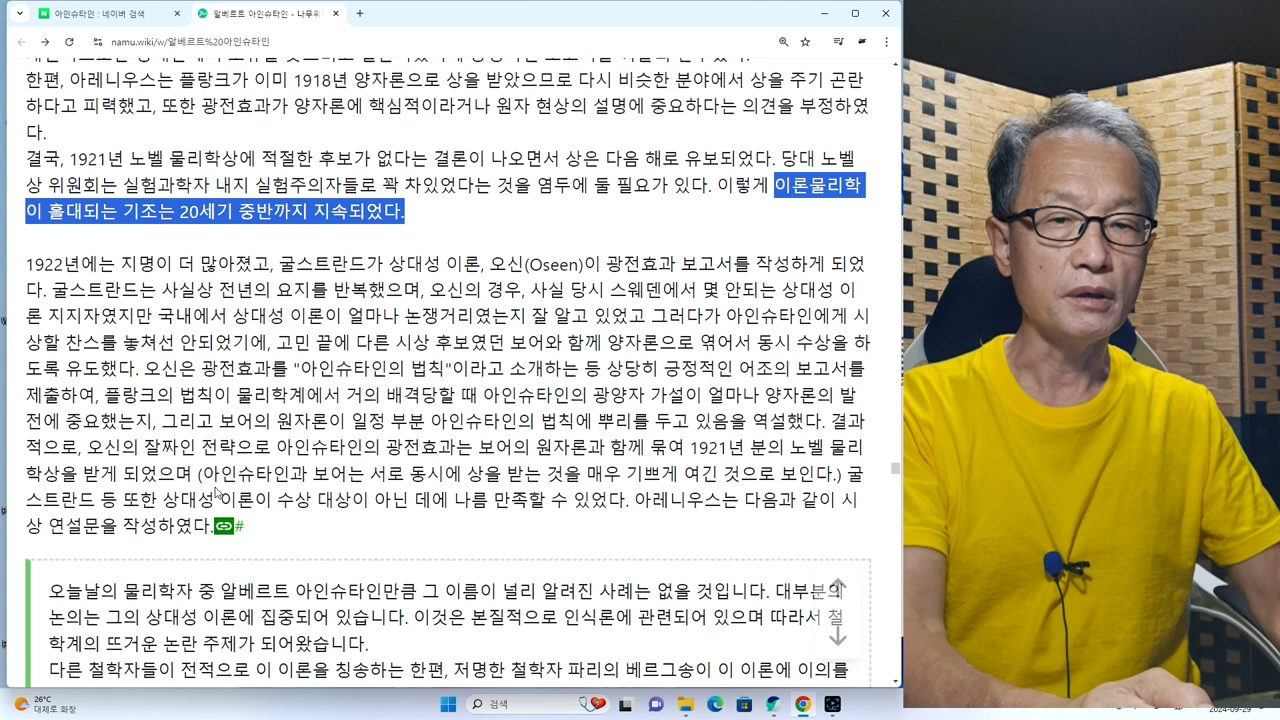 아인슈타인 : 네이버 검색
알베르트 아인슈타인 - 나무위
namu.wiki/w/알베르트%20아인슈타인
한편, 아레니우스는 플랑크가 이미 1918년 양자론으로 상을 받았으므로 다시 비슷한 분야에서 상을 주기 곤란
하다고 피력했고, 또한 광전효과가 양자론에 핵심적이라거나 원자 현상의 설명에 중요하다는 의견을 부정하였
다.
결국, 1921년 노벨 물리학상에 적절한 후보가 없다는 결론이 나오면서 상은 다음 해로 유보되었다. 당대 노벨
상 위원회는 실험과학자 내지 실험주의자들로 꽉 차있었다는 것을 염두에 둘 필요가 있다. 이렇게 이론물리학
이 홀대되는 기조는 20세기 중반까지 지속되었다.
1922년에는 지명이 더 많아졌고, 굴스트란드가 상대성 이론, 오신(Oseen)이 광전효과 보고서를 작성하게 되었
다. 굴스트란드는 사실상 전년의 요지를 반복했으며, 오신의 경우, 사실 당시 스웨덴에서 몇 안되는 상대성 이
론 지지자였지만 국내에서 상대성 이론이 얼마나 논쟁거리였는지 잘 알고 있었고 그러다가 아인슈타인에게 시
상할 찬스를 놓쳐선 안되었기에, 고민 끝에 다른 시상 후보였던 보어와 함께 양자론으로 엮어서 동시 수상을 하
도록 유도했다. 오신은 광전효과를 "아인슈타인의 법칙"이라고 소개하는 등 상당히 긍정적인 어조의 보고서를
제출하여, 플랑크의 법칙이 물리학계에서 거의 배격당할 때 아인슈타인의 광양자 가설이 얼마나 양자론의 발
전에 중요했는지, 그리고 보어의 원자론이 일정 부분 아인슈타인의 법칙에 뿌리를 두고 있음을 역설했다. 결과
적으로, 오신의 잘짜인 전략으로 아인슈타인의 광전효과는 보어의 원자론과 함께 묶여 1921년 분의 노벨 물리
학상을 받게 되었으며 (아인슈타인과 보어는 서로 동시에 상을 받는 것을 매우 기쁘게 여긴 것으로 보인다.) 굴
스트란드 등 또한 상대성 이론이 수상 대상이 아닌 데에 나름 만족할 수 있었다. 아레니우스는 다음과 같이 시
상 연설문을 작성하였다.#
오늘날의 물리학자 중 알베르트 아인슈타인만큼 그 이름이 널리 알려진 사례는 없을 것입니다. 대부분의
논의는 그의 상대성 이론에 집중되어 있습니다. 이것은 본질적으로 인식론에 관련되어 있으며 따라서 철
학계의 뜨거운 논란 주제가 되어왔습니다.
다른 철학자들이 전적으로 이 이론을 칭송하는 한편, 저명한 철학자 파리의 베르그송이 이 이론에 이의를
26°C
대체로 화창
검색
2024-09-29